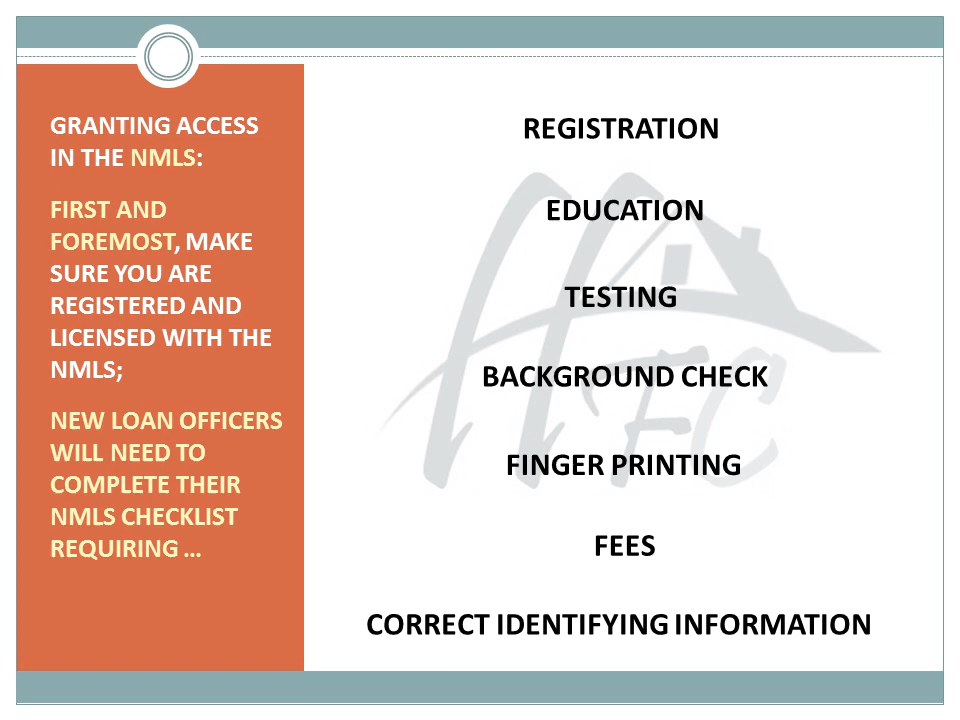 GRANTING ACCESS
IN THE NMLS:
FIRST AND
FOREMOST, MAKE
SURE YOU ARE
REGISTERED AND
LICENSED WITH THE
NMLS;
NEW LOAN OFFICERS
WILL NEED TO
COMPLETE THEIR
NMLS CHECKLIST
REQUIRING …
REGISTRATION
EDUCATION
TESTING
BACKGROUND CHECK
FINGER PRINTING
FEES
CORRECT IDENTIFYING INFORMATION